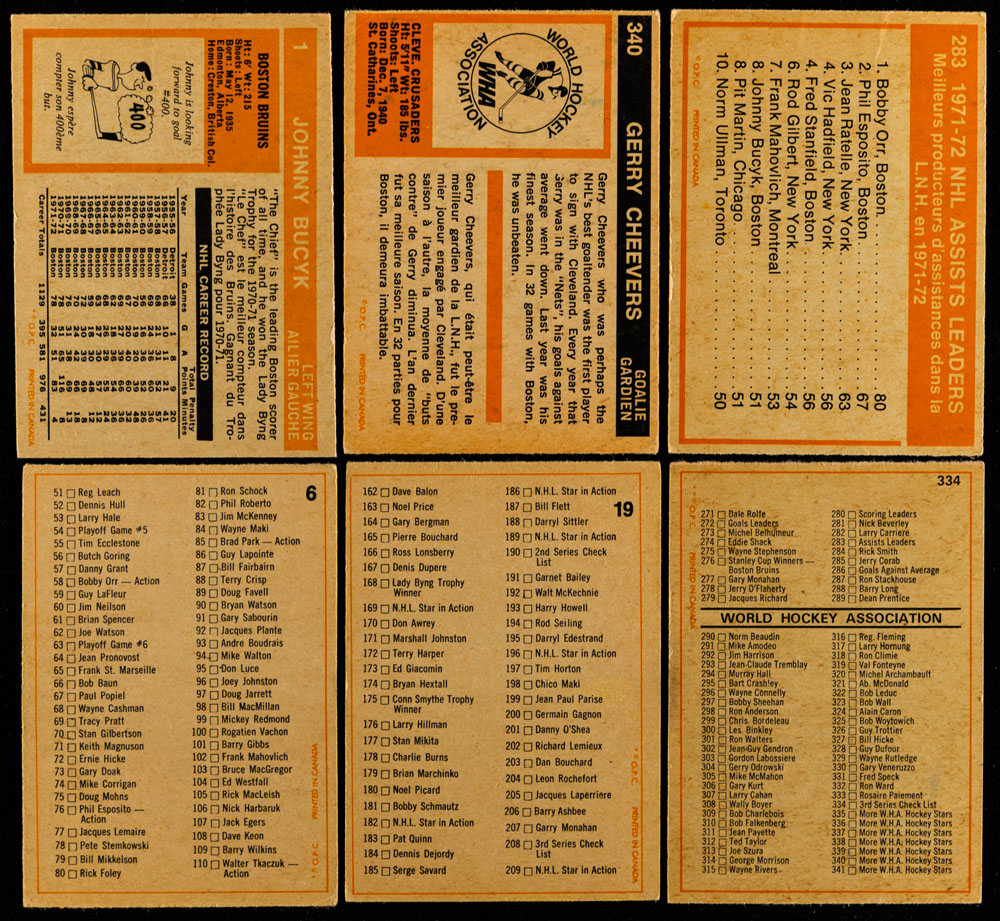 1
JOHNNY BUCYK
LEFT WING
AILIER GAUCHE
BOSTON BRUINS
Ht: 6' Wt: 215
Shoots: Left
Born: May 12, 1935
Edmonton, Alberta
Home: Creston, British Col.
400
Johnny is looking
forward to goal
#400.
Johnny espère
compter son 400ème
but.
"The Chief" is the leading Boston scorer
of all time, and he won the Lady Byng
Trophy for the 1970-71 season.
"Le Chef" est le meilleur compteur dans
l'histoire des Bruins. Gagnant du Tro-
phée Lady Byng pour 1970-71.
NHL CAREER RECORD
Year Team Games G A Total Points Penalty Minutes
Career Totals 1129 395 581 976 431
* © O.P.C. PRINTED IN CANADA
340
GERRY CHEEVERS
GOALIE
GARDIEN
WORLD HOCKEY
WHA
ASSOCIATION
CLEVE. CRUSADERS
Ht: 5'11" Wt: 185 lbs.
Shoots: Left
Born: Dec. 7, 1940
St. Catharines, Ont.
Gerry Cheevers who was perhaps the
NHL's best goaltender was the first player
to sign with Cleveland. Every year that
Gerry was in the "Nets", his goals against
average went down. Last year was his
finest season. In 32 games with Boston,
he was unbeaten.
Gerry Cheevers, qui était peut-être le
meilleur gardien de la L.N.H., fut le pre-
mier joueur engagé par Cleveland. D'une
saison à l'autre, la moyenne de "buts
contre" de Gerry diminua. L'an dernier
fut sa meilleure saison. En 32 parties pour
Boston, il demeura imbattable.
* © O.P.C. PRINTED IN CANADA
283 1971-72 NHL ASSISTS LEADERS
Meilleurs producteurs d'assistances dans la
L.N.H. en 1971-72
1. Bobby Orr, Boston 80
2. Phil Esposito, Boston 67
3. Jean Ratelle, New York 63
4. Vic Hadfield, New York 56
4. Fred Stanfield, Boston 56
6. Rod Gilbert, New York 54
7. Frank Mahovlich, Montreal 53
8. Johnny Bucyk, Boston 51
8. Pit Martin, Chicago 51
10. Norm Ullman, Toronto 50
© O.P.C. PRINTED IN CANADA
6
51 Reg Leach
52 Dennis Hull
53 Larry Hale
54 Playoff Game #5
55 Tim Ecclestone
56 Butch Goring
57 Danny Grant
58 Bobby Orr — Action
59 Guy LaFleur
60 Jim Neilson
61 Brian Spencer
62 Joe Watson
63 Playoff Game #6
64 Jean Pronovost
65 Frank St. Marseille
66 Bob Baun
67 Paul Popiel
68 Wayne Cashman
69 Tracy Pratt
70 Stan Gilbertson
71 Keith Magnuson
72 Ernie Hicke
73 Gary Doak
74 Mike Corrigan
75 Doug Mohns
76 Phil Esposito —
Action
77 Jacques Lemaire
78 Pete Stemkowski
79 Bill Mikkelson
80 Rick Foley
81 Ron Schock
82 Phil Roberto
83 Jim McKenney
84 Wayne Maki
85 Brad Park — Action
86 Guy Lapointe
87 Bill Fairbairn
88 Terry Crisp
89 Doug Favell
90 Bryan Watson
91 Gary Sabourin
92 Jacques Plante
93 Andre Boudrais
94 Mike Walton
95 Don Luce
96 Joey Johnston
97 Doug Jarrett
98 Bill MacMillan
99 Mickey Redmond
100 Rogatien Vachon
101 Barry Gibbs
102 Frank Mahovlich
103 Bruce MacGregor
104 Ed Westfall
105 Rick MacLeish
106 Nick Harbaruk
107 Jack Egers
108 Dave Keon
109 Barry Wilkins
110 Walter Tkaczuk —
Action
PRINTED IN CANADA
* © O.P.C.
19
162 Dave Balon
163 Noel Price
164 Gary Bergman
165 Pierre Bouchard
166 Ross Lonsberry
167 Denis Dupere
168 Lady Byng Trophy
Winner
169 N.H.L. Star in Action
170 Don Awrey
171 Marshall Johnston
172 Terry Harper
173 Ed Giacomin
174 Bryan Hextall
175 Conn Smythe Trophy
Winner
176 Larry Hillman
177 Stan Mikita
178 Charlie Burns
179 Brian Marchinko
180 Noel Picard
181 Bobby Schmautz
182 N.H.L. Star in Action
183 Pat Quinn
184 Dennis Dejordy
185 Serge Savard
186 N.H.L. Star in Action
187 Bill Flett
188 Darryl Sittler
189 N.H.L. Star in Action
190 2nd Series Check
List
191 Garnet Bailey
192 Walt McKechnie
193 Harry Howell
194 Rod Seiling
195 Darryl Edestrand
196 N.H.L. Star in Action
197 Tim Horton
198 Chico Maki
199 Jean Paul Parise
200 Germain Gagnon
201 Danny O'Shea
202 Richard Lemieux
203 Dan Bouchard
204 Leon Rochefort
205 Jacques Laperriere
206 Barry Ashbee
207 Garry Monahan
208 3rd Series Check
List
209 N.H.L. Star in Action
* © O.P.C. PRINTED IN CANADA
334
271 Dale Rolfe
272 Goals Leaders
273 Michel Belhumeur
274 Eddie Shack
275 Wayne Stephenson
276 Stanley Cup Winners —
Boston Bruins
277 Gary Monahan
278 Jerry O'Flaherty
279 Jacques Richard
280 Scoring Leaders
281 Nick Beverley
282 Larry Carriere
283 Assists Leaders
284 Rick Smith
285 Jerry Corab
286 Goals Against Average
287 Ron Stackhouse
288 Barry Long
289 Dean Prentice
* © O.P.C. PRINTED IN CANADA
WORLD HOCKEY ASSOCIATION
290 Norm Beaudin
291 Mike Amodeo
292 Jim Harrison
293 Jean-Claude Tremblay
294 Murray Hall
295 Bart Crashley
296 Wayne Connelly
297 Bobby Sheehan
298 Ron Anderson
299 Chris. Bordeleau
300 Les. Binkley
301 Ron Walters
302 Jean-Guy Gendron
303 Gordon Labossiere
304 Gerry Odrowski
305 Mike McMahon
306 Gary Kurt
307 Larry Cahan
308 Wally Boyer
309 Bob Charlebois
310 Bob Falkenberg
311 Jean Payette
312 Ted Taylor
313 Joe Szura
314 George Morrison
315 Wayne Rivers
316 Reg. Fleming
317 Larry Hornung
318 Ron Climie
319 Val Fonteyne
320 Michel Archambault
321 Ab. McDonald
322 Bob Leduc
323 Bob Wall
324 Alain Caron
325 Bob Woytowich
326 Guy Trottier
327 Bill Hicke
328 Guy Dufour
329 Wayne Rutledge
330 Gary Veneruzzo
331 Fred Speck
332 Ron Ward
333 Rosaire Paiement
334 3rd Series Check List
335 More W.H.A. Hockey Stars
336 More W.H.A. Hockey Stars
337 More W.H.A. Hockey Stars
338 More W.H.A. Hockey Stars
339 More W.H.A. Hockey Stars
340 More W.H.A. Hockey Stars
341 More W.H.A. Hockey Stars